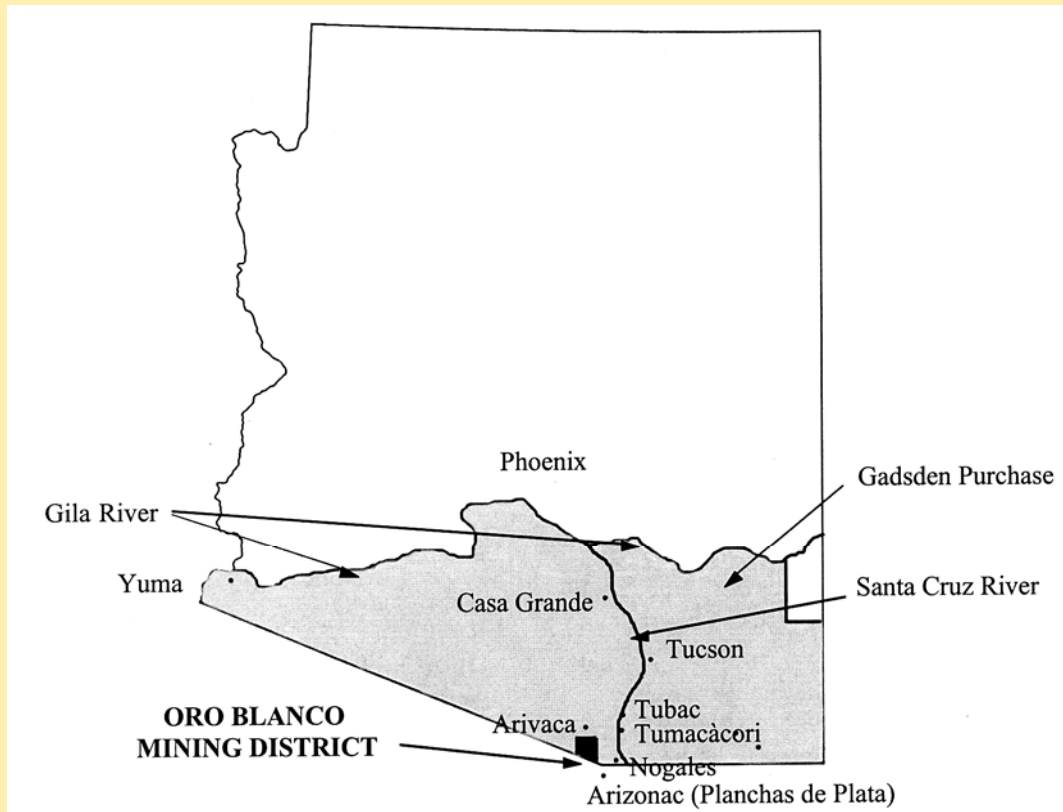 Phoenix
Gadsden Purchase
Gila River
Yuma
Casa Grande
Santa Cruz River
Tucson
ORO BLANCO
MINING DISTRICT
Arivaca
Tubac
Tumacàcori
Nogales
Arizonac (Planchas de Plata)